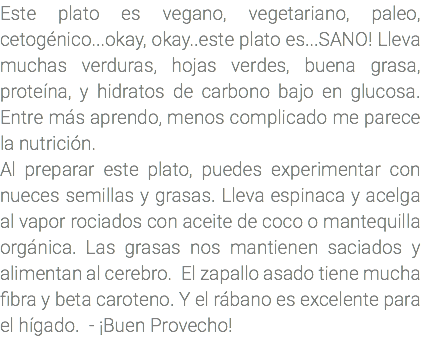 Este plato es vegano, vegetariano, paleo,
cetogénico...okay, okay..este plato es...SANO! Lleva
muchas verduras, hojas verdes, buena grasa,
proteína, y hidratos de carbono bajo en glucosa.
Entre más aprendo, menos complicado me parece
la nutrición.
Al preparar este plato, puedes experimentar con
nueces semillas y grasas. Lleva espinaca y acelga
al vapor rociados con aceite de coco o mantequilla
orgánica. Las grasas nos mantienen saciados y
alimentan al cerebro.  El zapallo asado tiene mucha
fibra y beta caroteno. Y el rábano es excelente para
el hígado.  - ¡Buen Provecho!